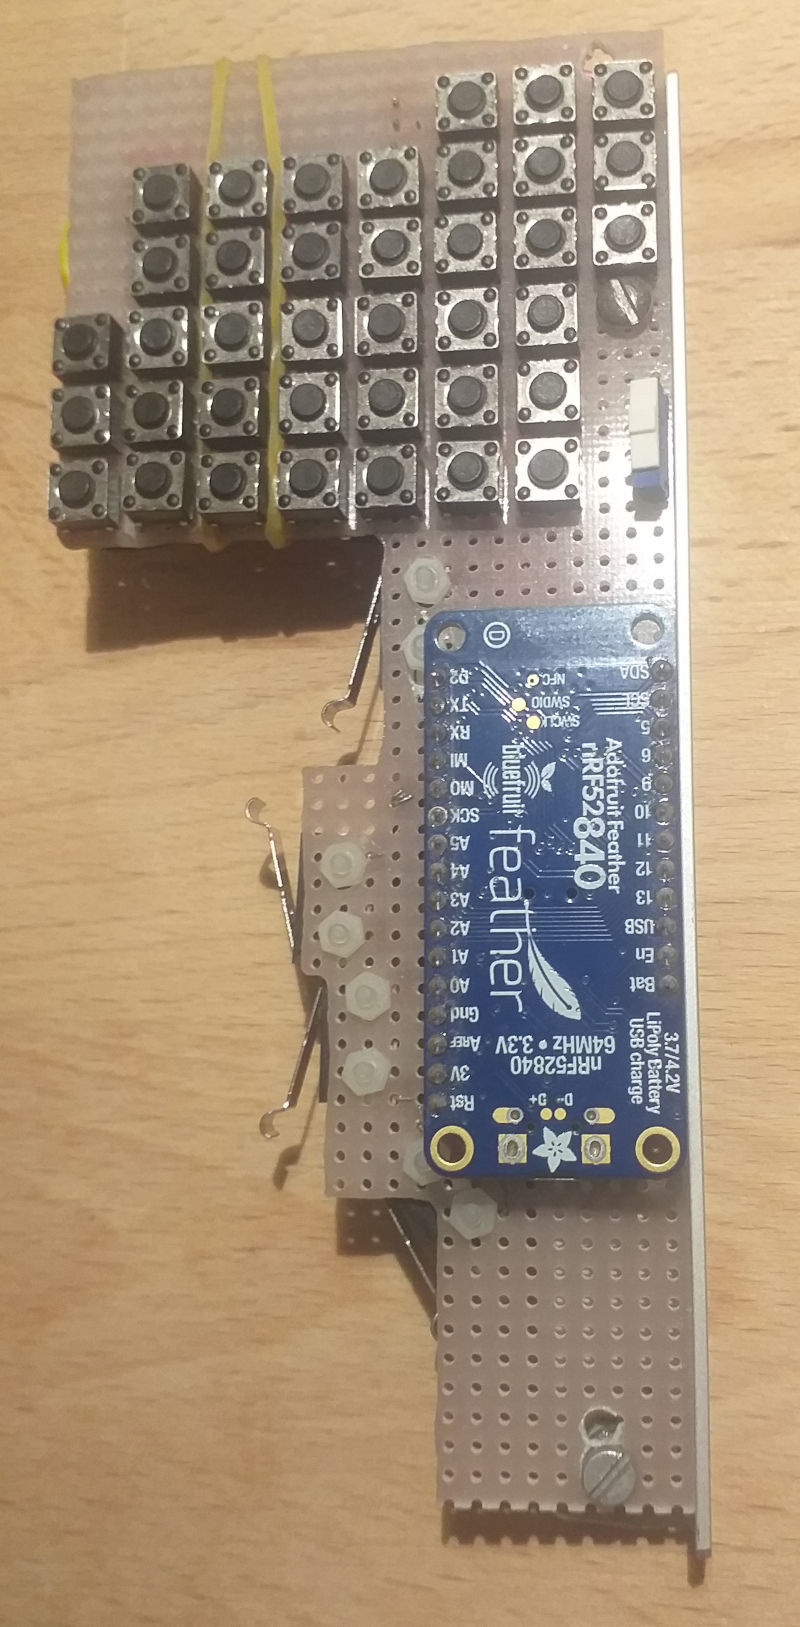 D
NFC
SWDIO
SWCLK
D2
TX
RX
MI
MO
SCK
A5
A4
A3
A2
A1
A0
Gnd
AREF
3V
Rst
SDA
SCL
5
6
9
10
11
12
13
USB
En
Bat
Adafruit Feather
nRF52840
bluefruit
feather
nRF52840
64MHz • 3.3V
3.7/4.2V
LiPoly Battery
USB charge
D- D+